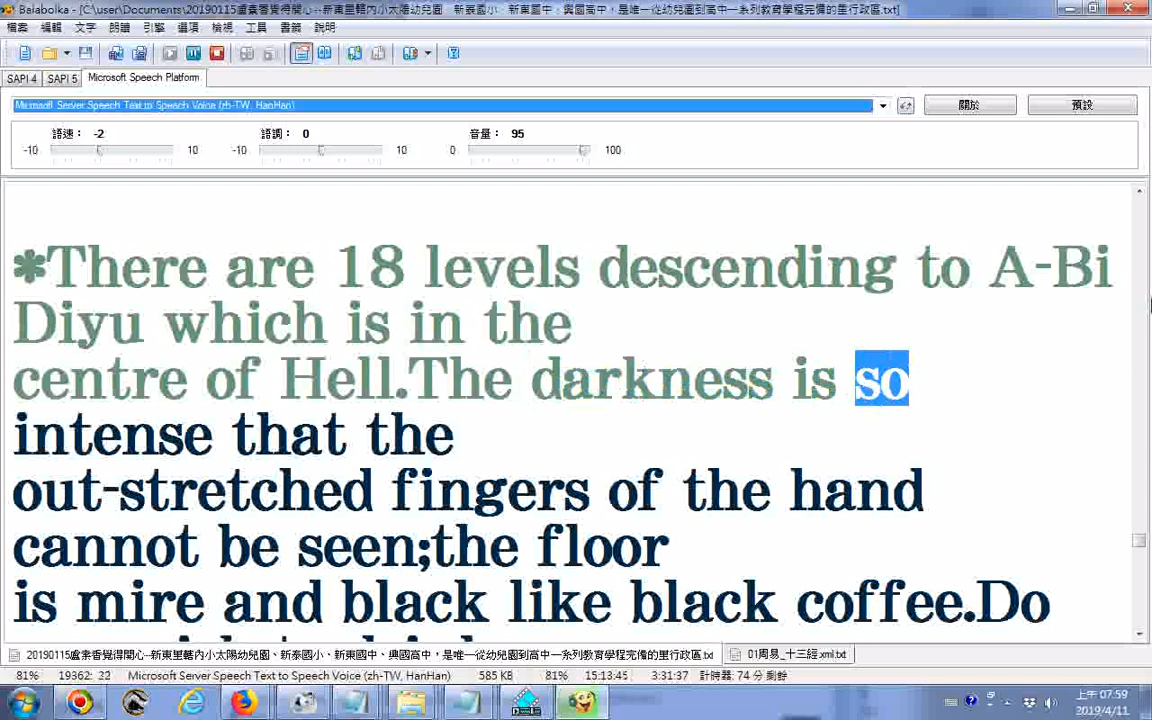 Balabolka - [C:\user\Documents\20190115盧素香覺得開心--新東里轄內小太陽幼兒園、新泰國小、新東國中、興國高中，是唯一從幼兒園到高中一系列教育學程完備的里行政區.txt]
檔案 編輯 文字 朗讀 引擎 選項 檢視 工具 書籤 說明
SAPI 4 SAPI 5 Microsoft Speech Platform
Microsoft Server Speech Text to Speech Voice (zh-TW, HanHan)
關於 預設
語速： -2 語調： 0 音量： 95
-10 10 -10 10 0 100
*There are 18 levels descending to A-Bi
Diyu which is in the
centre of Hell.The darkness is so
intense that the
out-stretched fingers of the hand
cannot be seen;the floor
is mire and black like black coffee.Do
20190115盧素香覺得開心--新東里轄內小太陽幼兒園、新泰國小、新東國中、興國高中，是唯一從幼兒園到高中一系列教育學程完備的里行政區.txt 01周易_十三經.xml.txt
81% 19362: 22 Microsoft Server Speech Text to Speech Voice (zh-TW, HanHan) 585 KB 81% 15:13:45 3:31:37 計時器: 74 分 剩餘
上午 07:59
2019/4/11